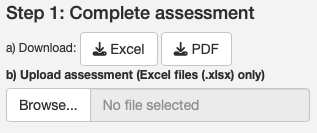 Step 1: Complete assessment
a) Download: Excel PDF
b) Upload assessment (Excel files (.xlsx) only)
Browse... No file selected